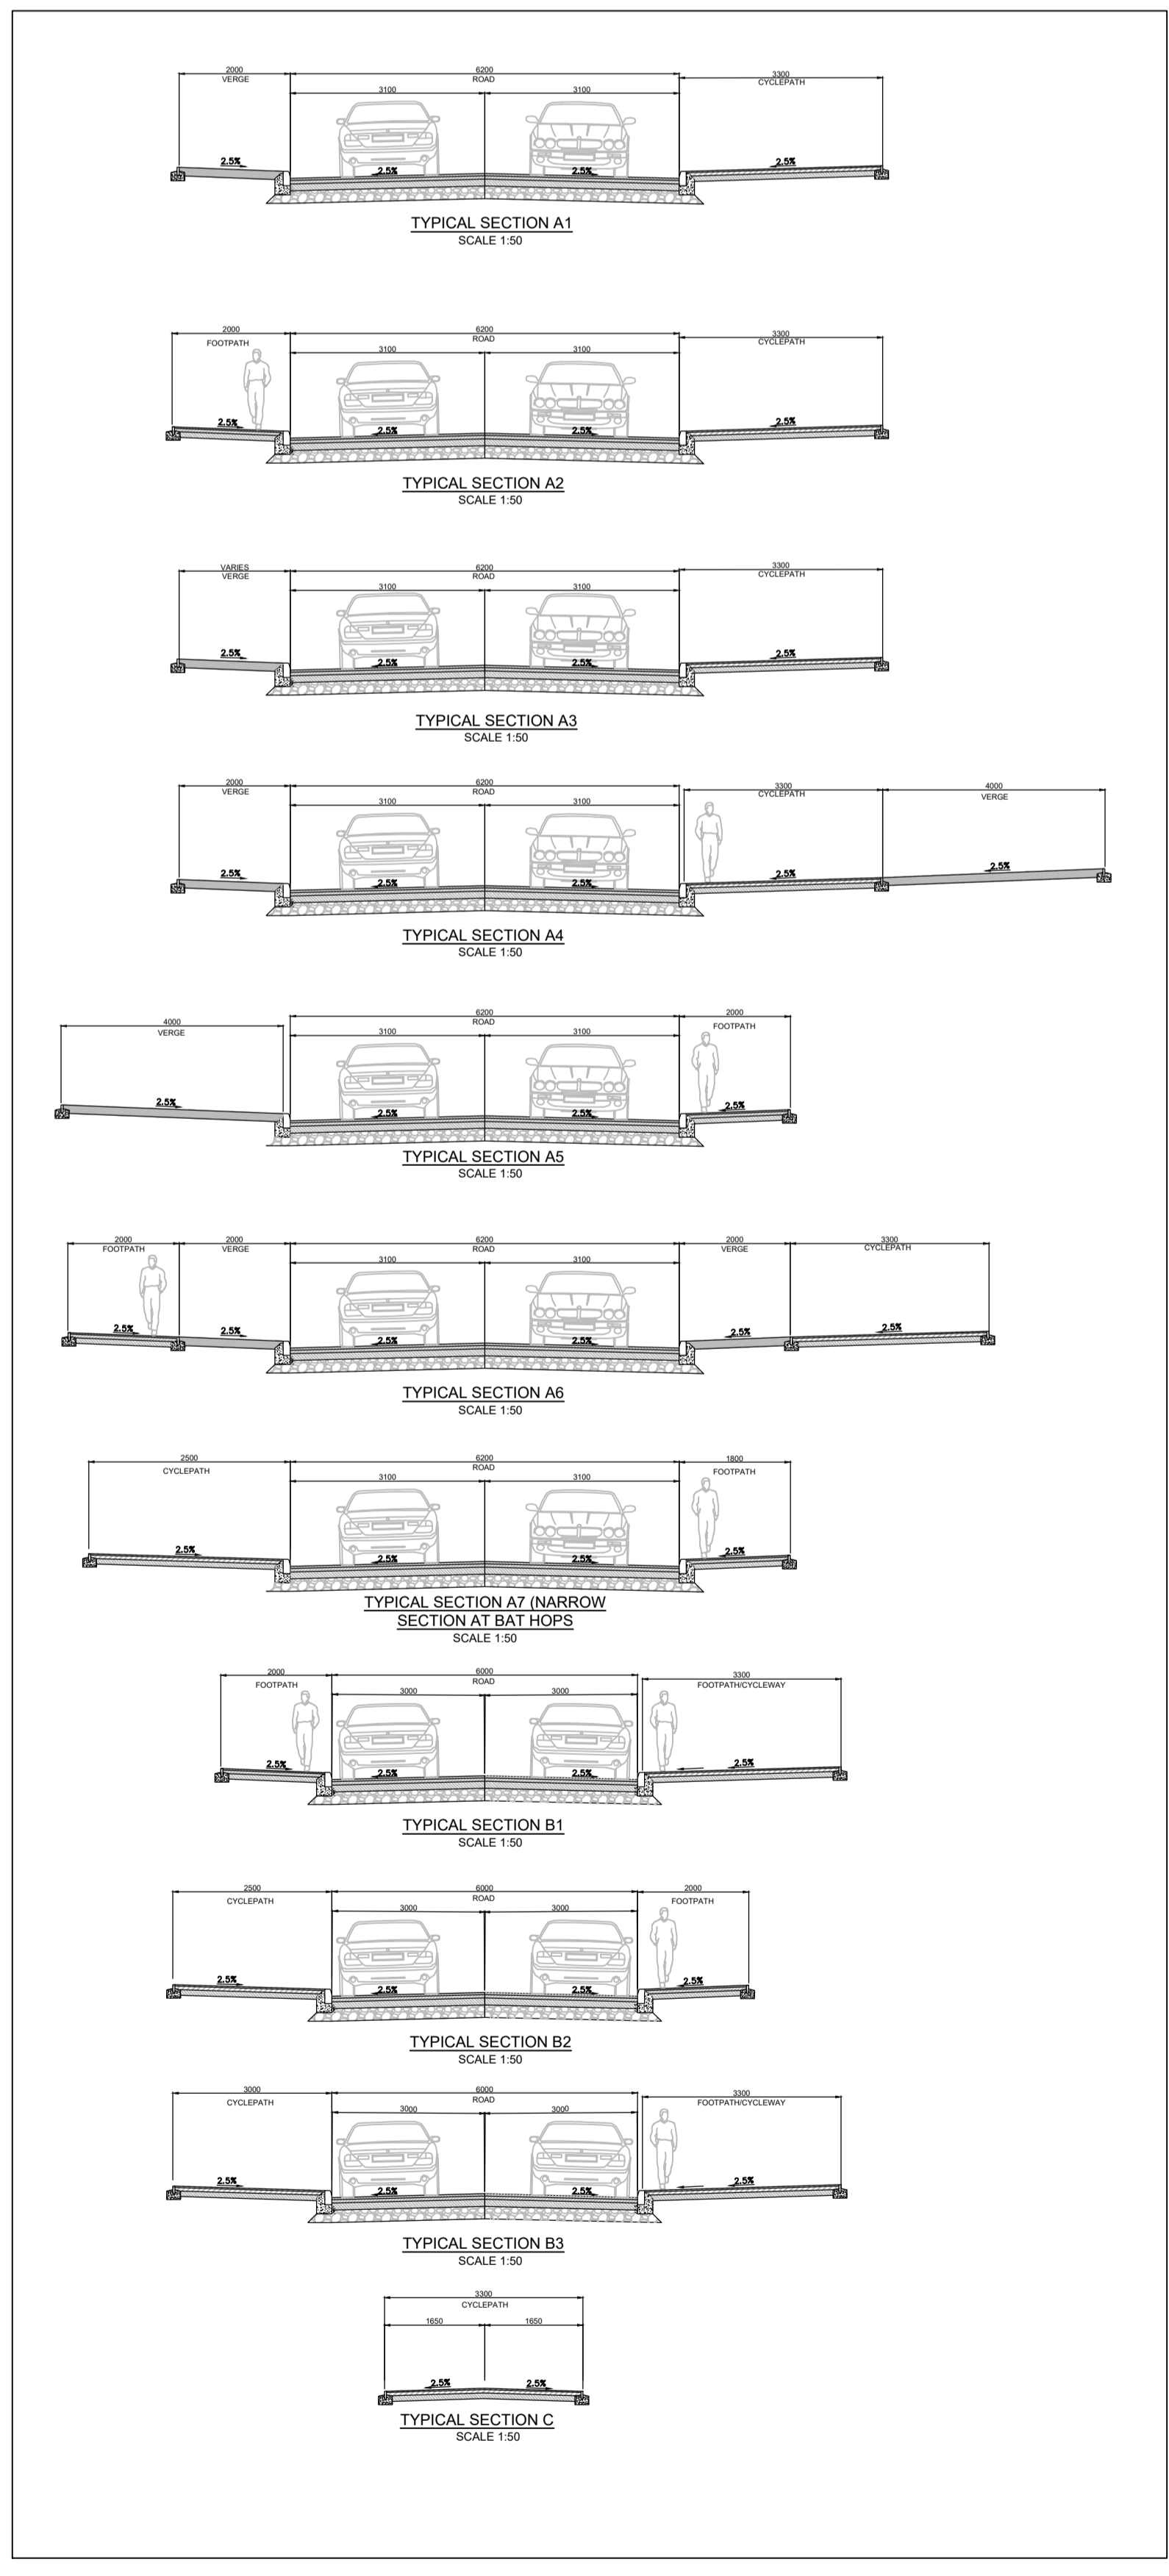 2000 6200 3300
VERGE ROAD CYCLEPATH
3100 3100
2.5% 2.5% 2.5% 2.5%
TYPICAL SECTION A1
SCALE 1:50
2000 6200 3300
FOOTPATH ROAD CYCLEPATH
3100 3100
2.5% 2.5% 2.5% 2.5%
TYPICAL SECTION A2
SCALE 1:50
VARIES 6200 3300
VERGE ROAD CYCLEPATH
3100 3100
2.5% 2.5% 2.5% 2.5%
TYPICAL SECTION A3
SCALE 1:50
2000 6200 3300 4000
VERGE ROAD CYCLEPATH VERGE
3100 3100
2.5% 2.5% 2.5% 2.5% 2.5%
TYPICAL SECTION A4
SCALE 1:50
4000 6200 2000
VERGE ROAD FOOTPATH
3100 3100
2.5% 2.5% 2.5% 2.5%
TYPICAL SECTION A5
SCALE 1:50
2000 2000 6200 2000 3300
FOOTPATH VERGE ROAD VERGE CYCLEPATH
3100 3100
2.5% 2.5% 2.5% 2.5% 2.5% 2.5%
TYPICAL SECTION A6
SCALE 1:50
2500 6200 1800
CYCLEPATH ROAD FOOTPATH
3100 3100
2.5% 2.5% 2.5% 2.5%
TYPICAL SECTION A7 (NARROW
SECTION AT BAT HOPS
SCALE 1:50
2000 6000 3300
FOOTPATH ROAD FOOTPATH/CYCLEWAY
3000 3000
2.5% 2.5% 2.5% 2.5%
TYPICAL SECTION B1
SCALE 1:50
2500 6000 2000
CYCLEPATH ROAD FOOTPATH
3000 3000
2.5% 2.5% 2.5% 2.5%
TYPICAL SECTION B2
SCALE 1:50
3000 6000 3300
CYCLEPATH ROAD FOOTPATH/CYCLEWAY
3000 3000
2.5% 2.5% 2.5% 2.5%
TYPICAL SECTION B3
SCALE 1:50
3300
CYCLEPATH
1650 1650
2.5% 2.5%
TYPICAL SECTION C
SCALE 1:50